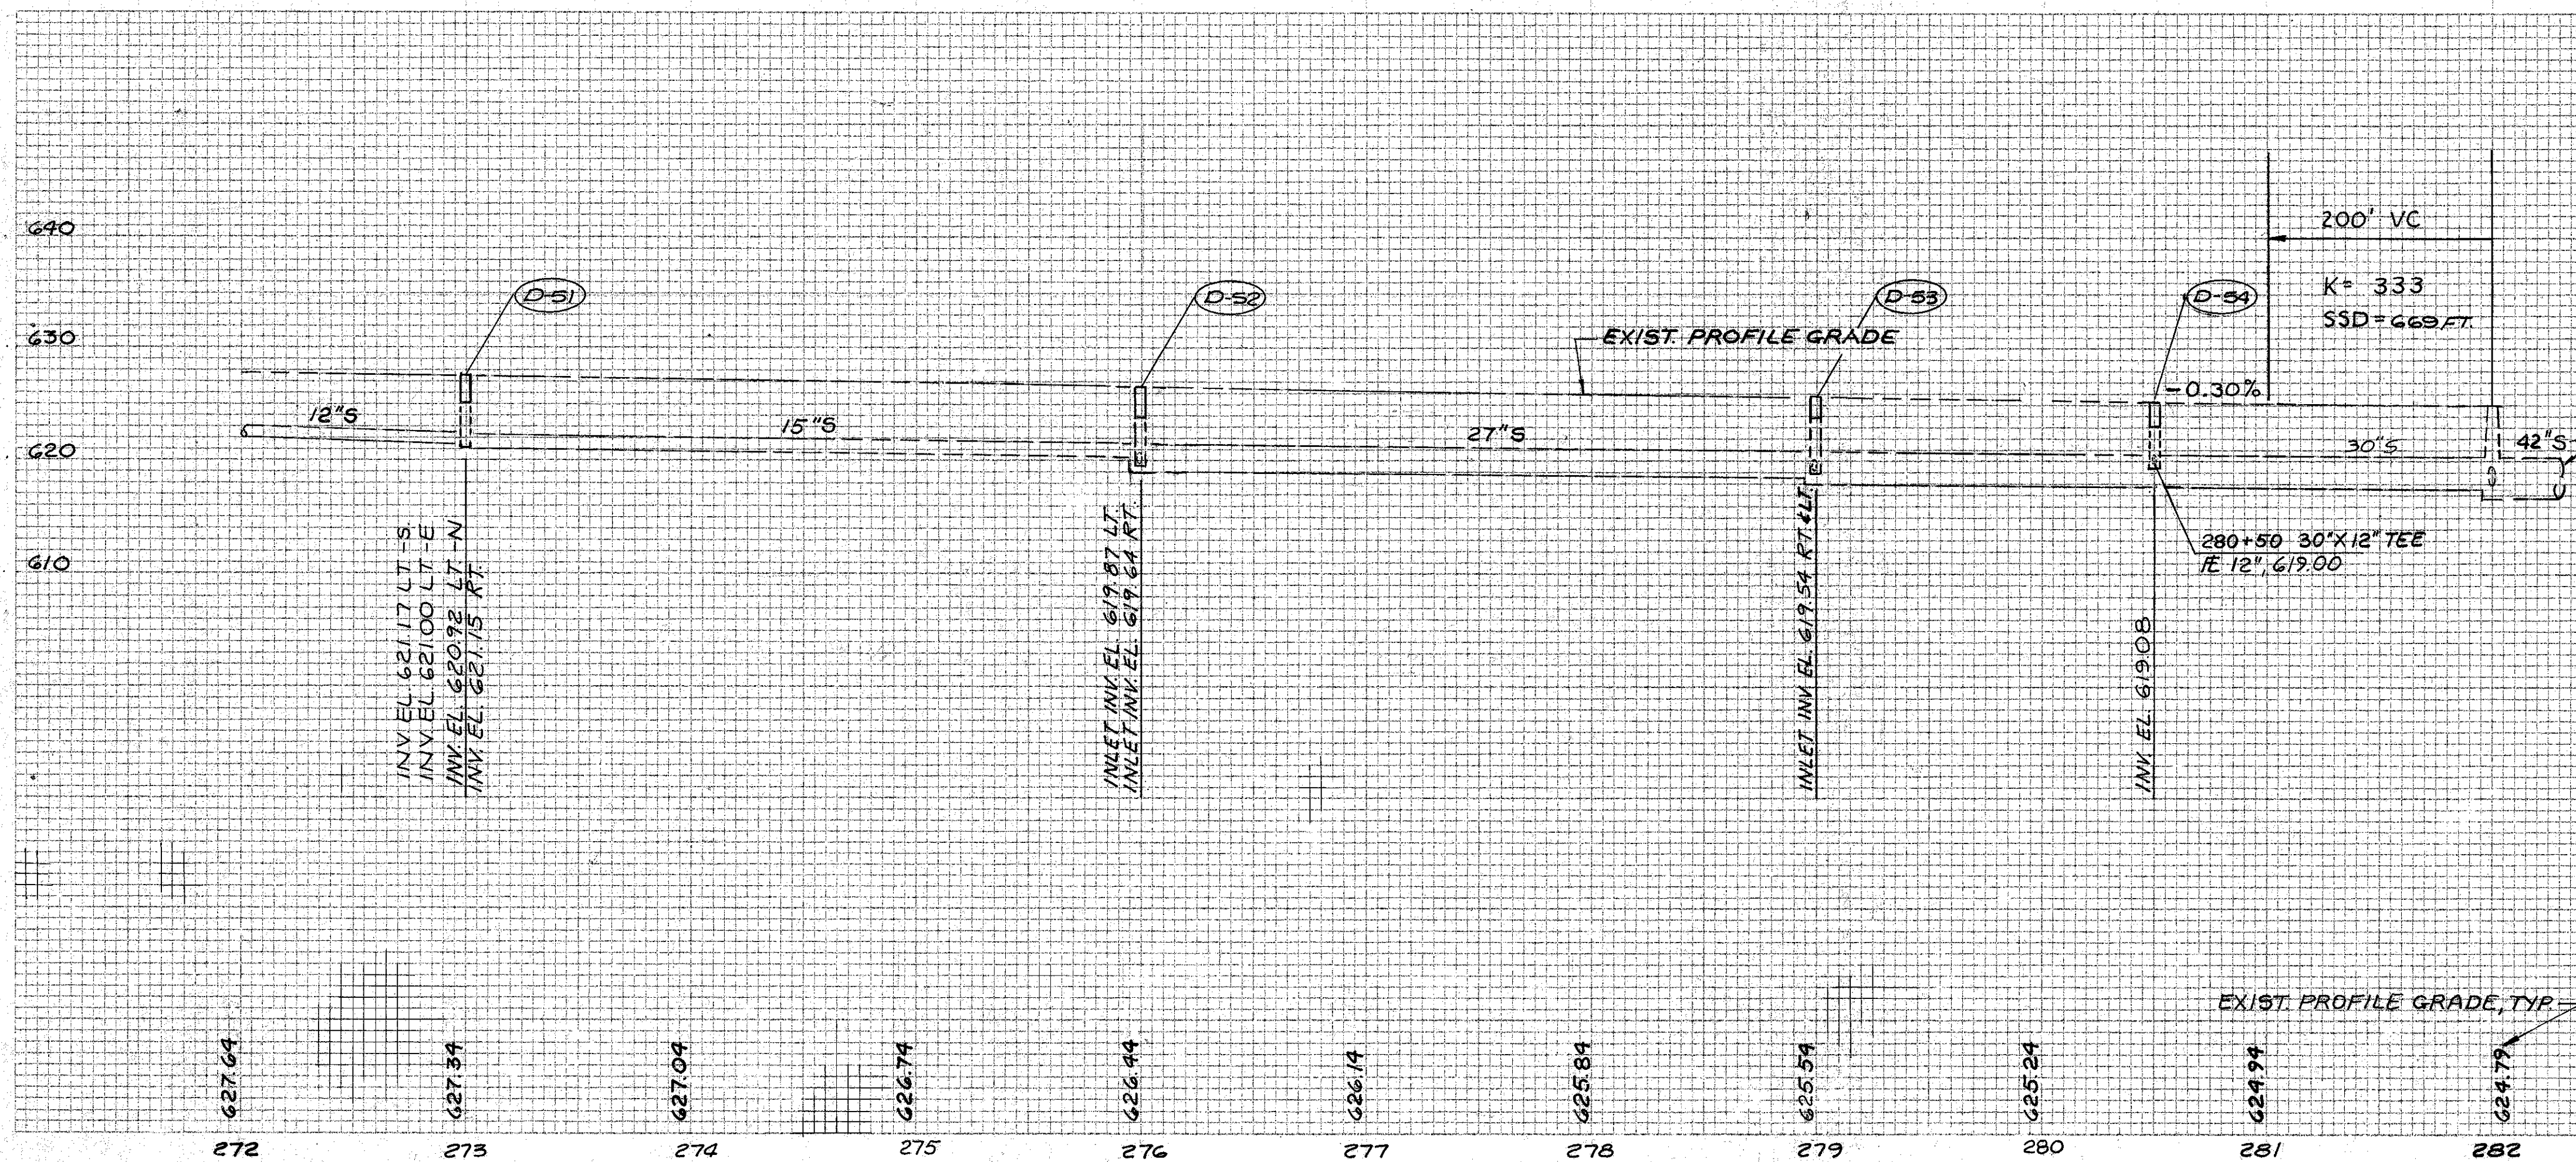 640
630
620
610
200' VC
K= 333
SSD=669 FT.
D-51
D-52
D-53
D-54
EXIST. PROFILE GRADE
-0.30%
12"S
15"S
27"S
30"S
42"S
280+50 30"X12" TEE
12", 619.00
INV. EL. 621.17 LT-S
INV. EL. 621.00 LT-E
INV. EL. 620.92 LT-N
INV. EL. 621.15 RT.
INLET INV. EL. 619.87 LT.
INLET INV. EL. 619.64 RT.
INLET INV. EL. 619.54 RT. & LT.
INV. EL. 619.08
EXIST. PROFILE GRADE, TYP.
627.64
627.34
627.04
626.74
626.44
626.14
625.84
625.54
625.24
624.94
624.79
272
273
274
275
276
277
278
279
280
281
282